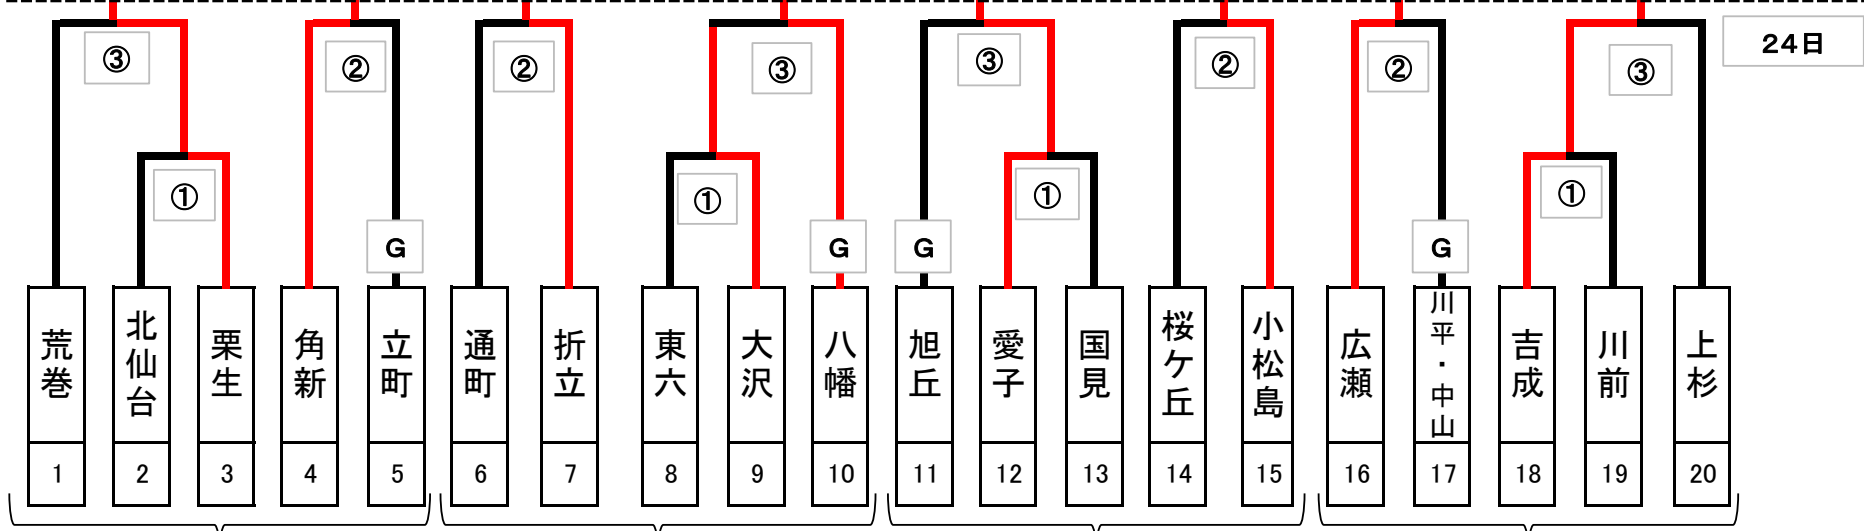 24日
③
②
②
③
③
②
②
③
①
①
①
①
G
G
G
G
荒巻
北仙台
栗生
角新
立町
通町
折立
東六
大沢
八幡
旭丘
愛子
国見
桜ケ丘
小松島
広瀬
川平・中山
吉成
川前
上杉
1
2
3
4
5
6
7
8
9
10
11
12
13
14
15
16
17
18
19
20